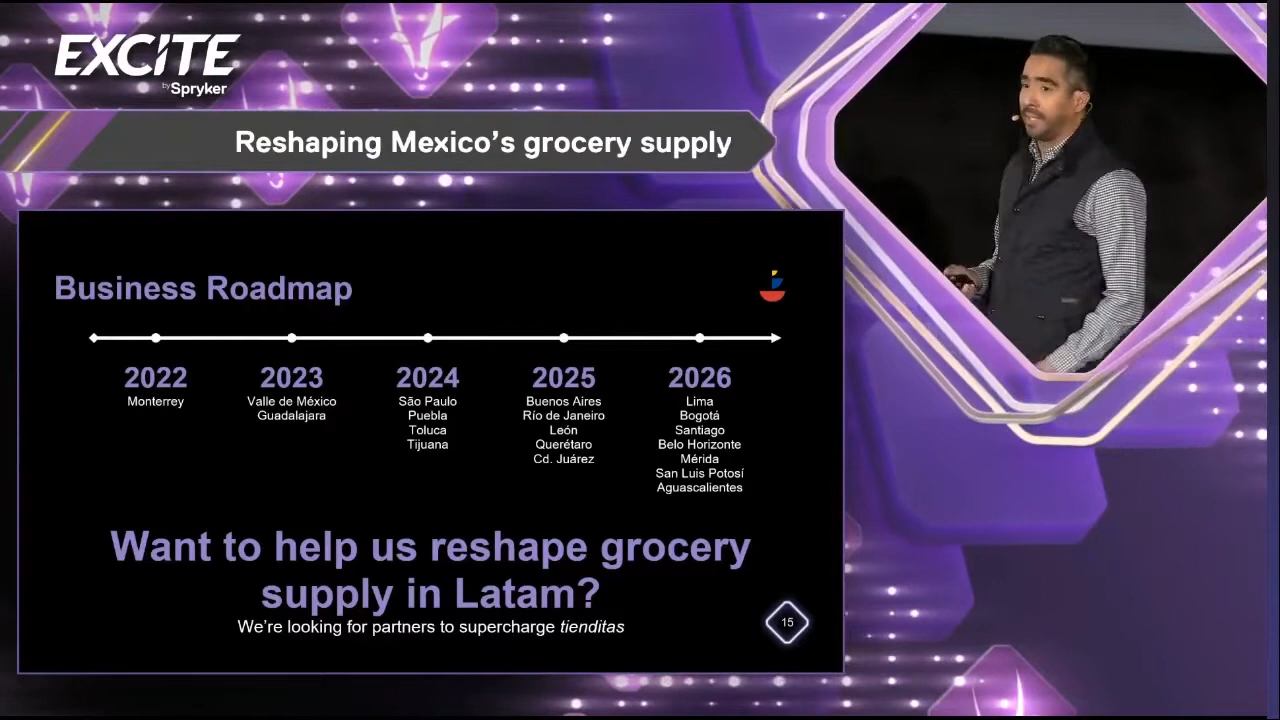 EXCITE
by Spryker
Reshaping Mexico's grocery supply
Business Roadmap
2022
Monterrey
2023
Valle de México
Guadalajara
2024
São Paulo
Puebla
Toluca
Tijuana
2025
Buenos Aires
Río de Janeiro
León
Querétaro
Cd. Juárez
2026
Lima
Bogotá
Santiago
Belo Horizonte
Mérida
San Luis Potosí
Aguascalientes
Want to help us reshape grocery
supply in Latam?
We're looking for partners to supercharge tienditas
15